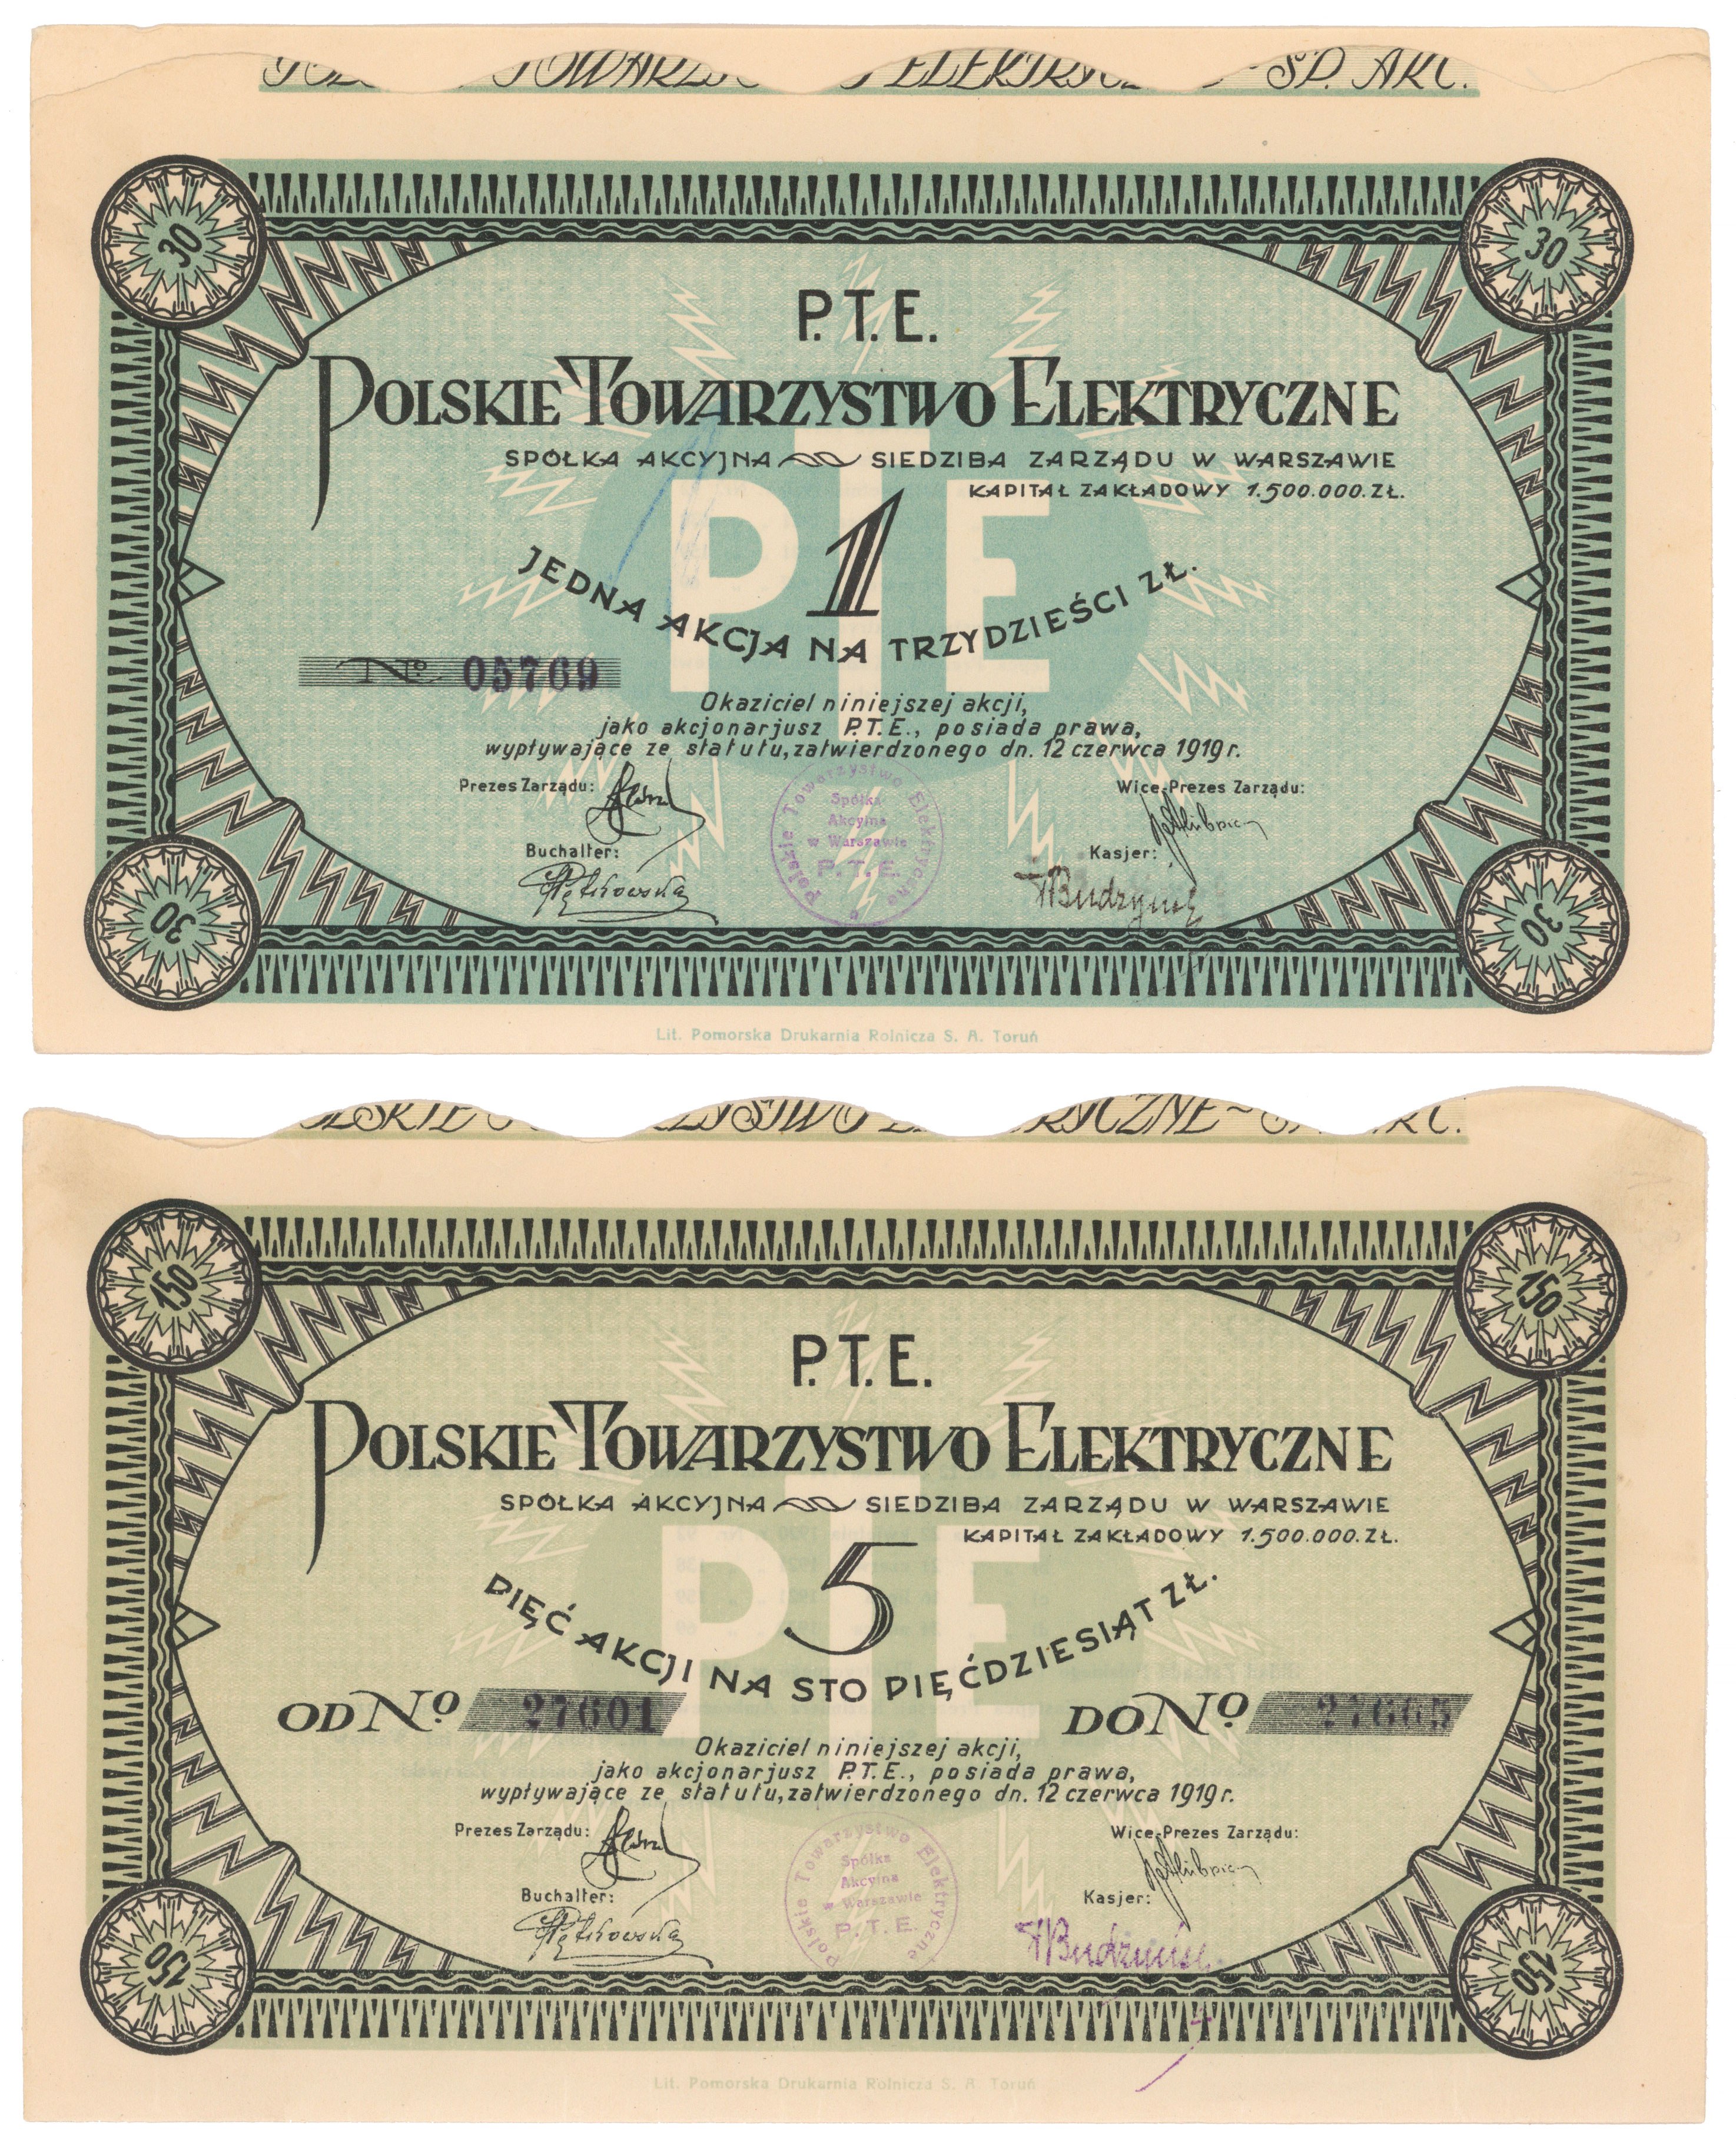 SP. AKC.
30
30
P.T.E.
POLSKIE TOWARZYSTWO ELEKTRYCZNE
SPÓŁKA AKCYJNA SIEDZIBA ZARZĄDU W WARSZAWIE
KAPITAŁ ZAKŁADOWY 1.500.000.ZŁ.
PTE
1
JEDNA AKCJA NA TRZYDZIEŚCI ZŁ.
No 05769
Okaziciel niniejszej akcji,
jako akcjonarjusz P.T.E., posiada prawa,
wypływające ze statutu, zatwierdzonego dn. 12 czerwca 1919 r.
Prezes Zarządu:
Wice-Prezes Zarządu:
Polskie Towarzystwo Elektryczne
Spółka
Akcyjna
w Warszawie
P.T.E.
Buchalter:
Kasjer:
30
30
Lit. Pomorska Drukarnia Rolnicza S. A. Toruń
150
150
P.T.E.
POLSKIE TOWARZYSTWO ELEKTRYCZNE
SPÓŁKA AKCYJNA SIEDZIBA ZARZĄDU W WARSZAWIE
KAPITAŁ ZAKŁADOWY 1.500.000.ZŁ.
PTE
5
PIĘĆ AKCJI NA STO PIĘĆDZIESIĄT ZŁ.
OD No 27601 DO No
Okaziciel niniejszej akcji,
jako akcjonarjusz P.T.E., posiada prawa,
wypływające ze statutu, zatwierdzonego dn. 12 czerwca 1919 r.
Prezes Zarządu:
Wice-Prezes Zarządu:
Polskie Towarzystwo Elektryczne
Spółka
Akcyjna
w Warszawie
P.T.E.
Buchalter:
Kasjer:
150
150
Lit. Pomorska Drukarnia Rolnicza S. A. Toruń